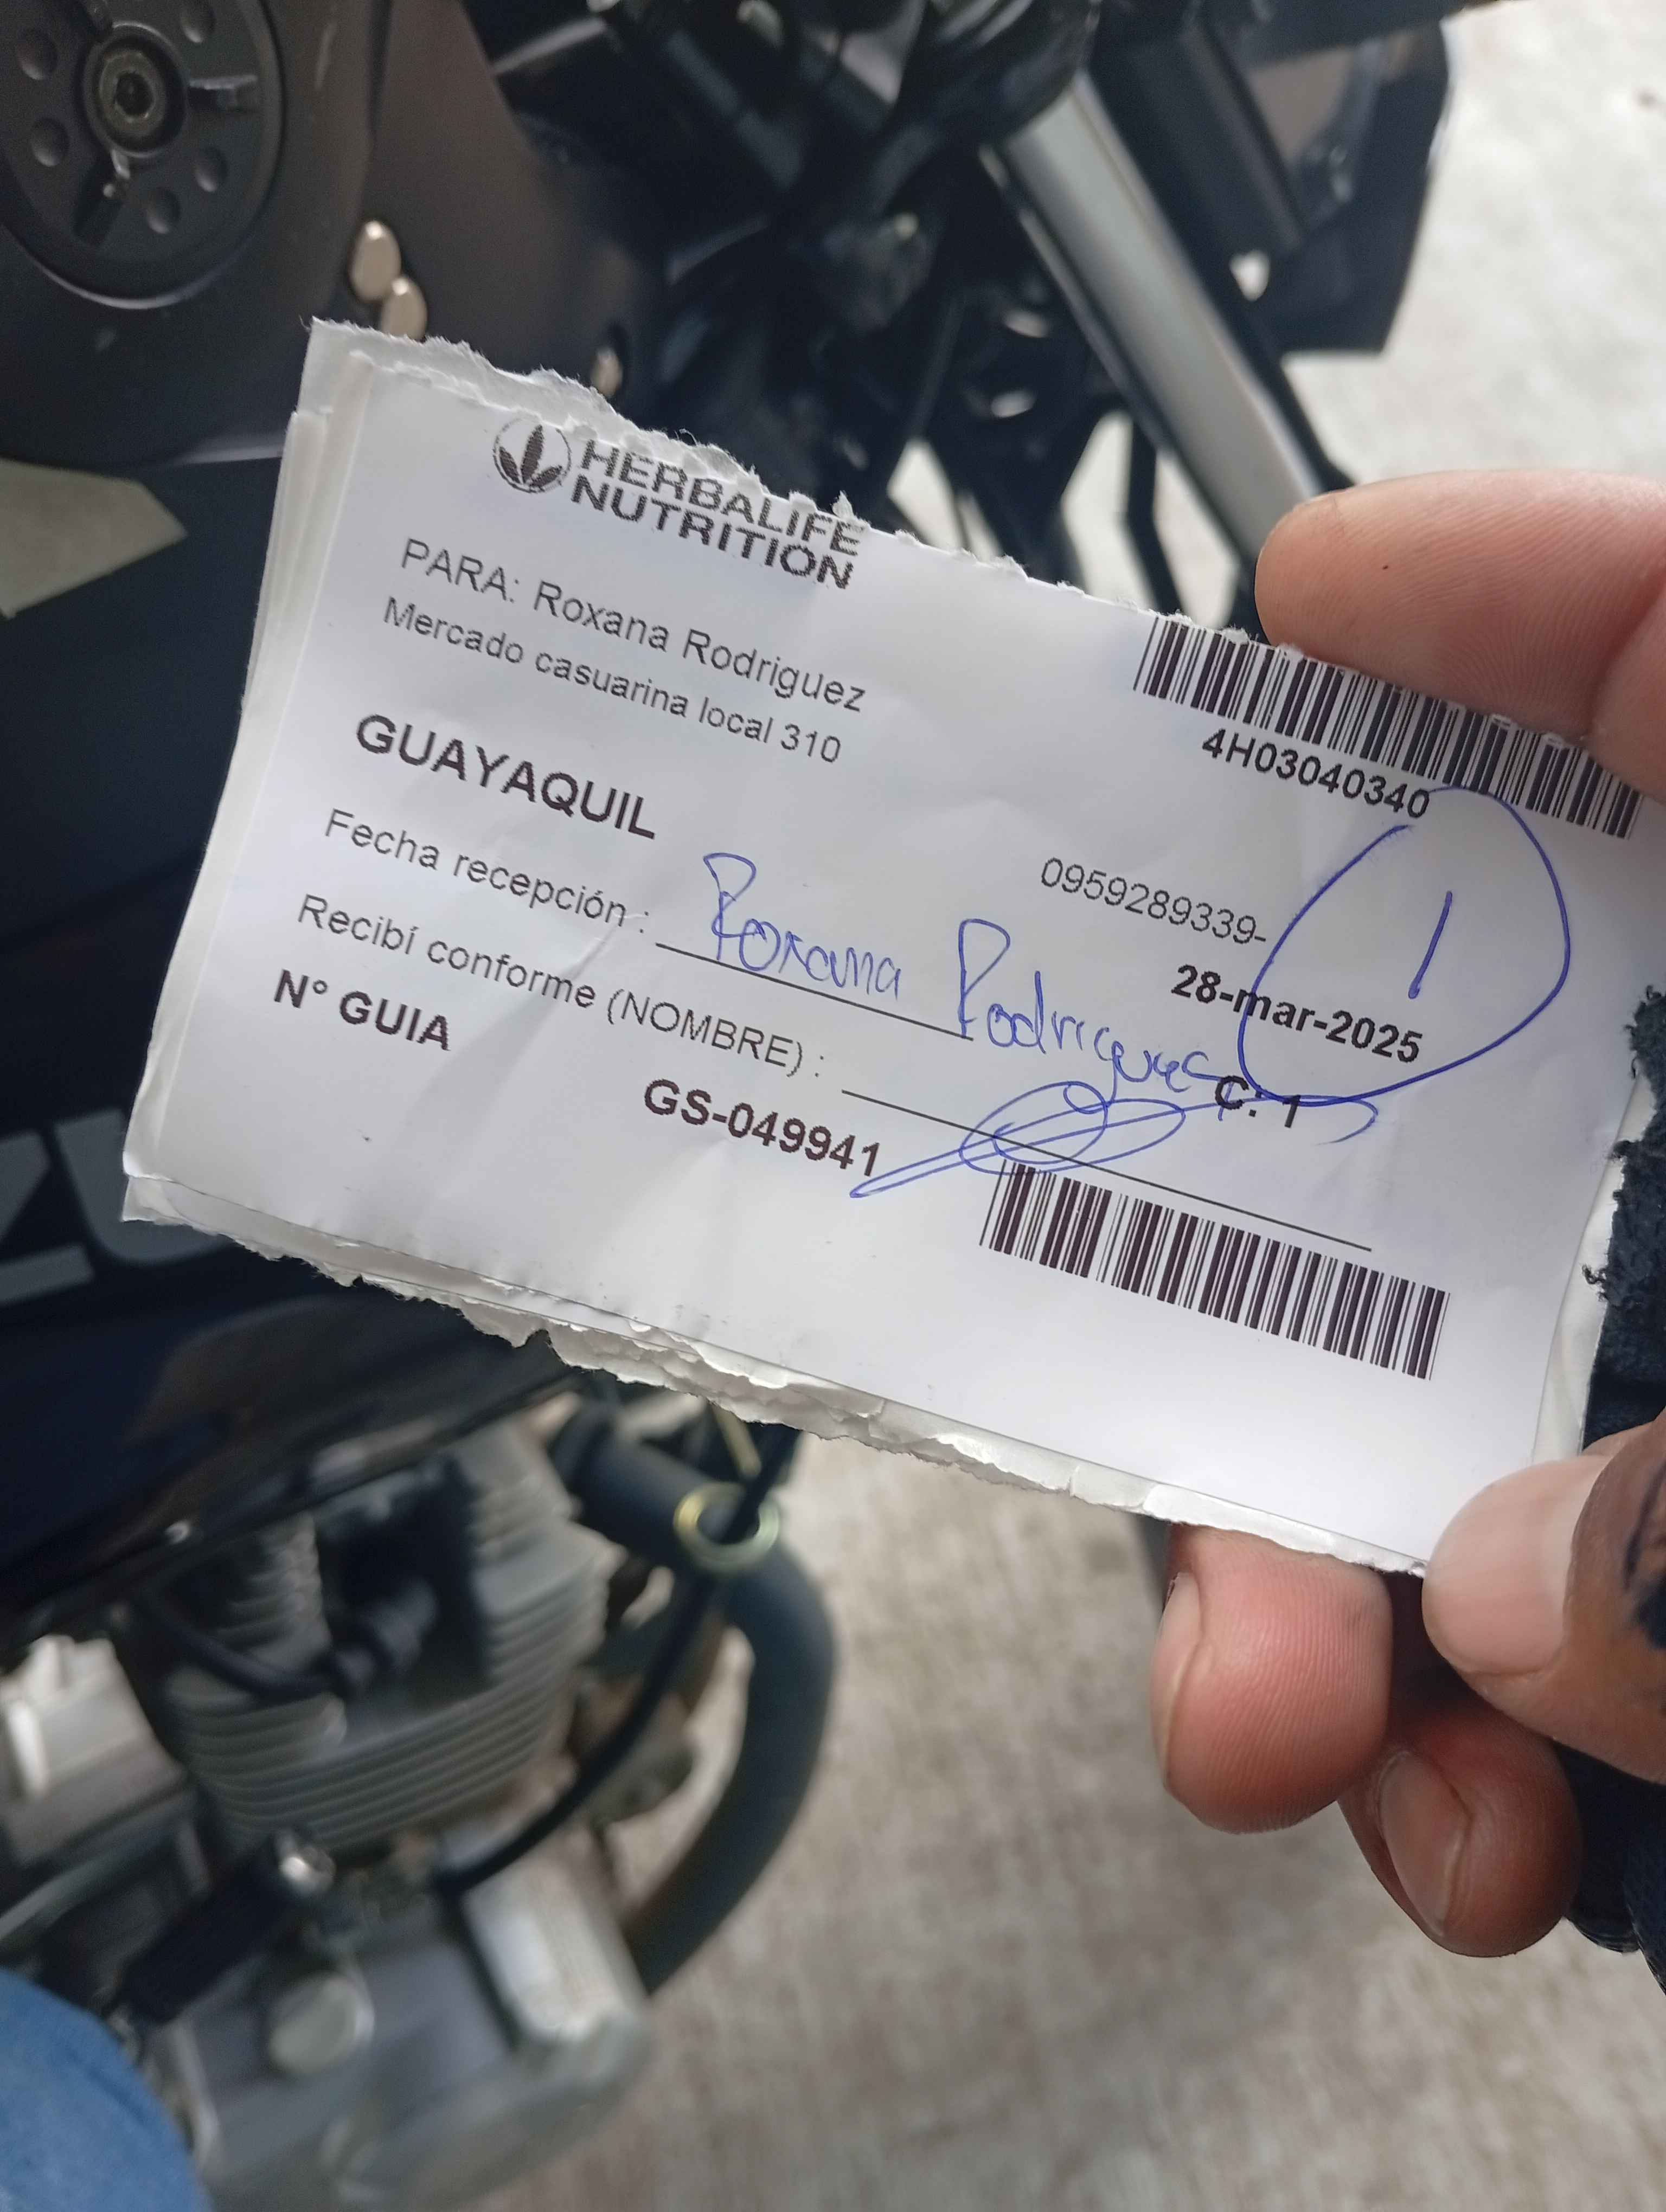 HERBALIFE
NUTRITION
PARA: Roxana Rodriguez
Mercado casuarina local 310
4H03040340
GUAYAQUIL
0959289339-
1
Fecha recepción : Roxana Rodrigues
28-mar-2025
Recibí conforme (NOMBRE) :
C: 1
N° GUIA
GS-049941